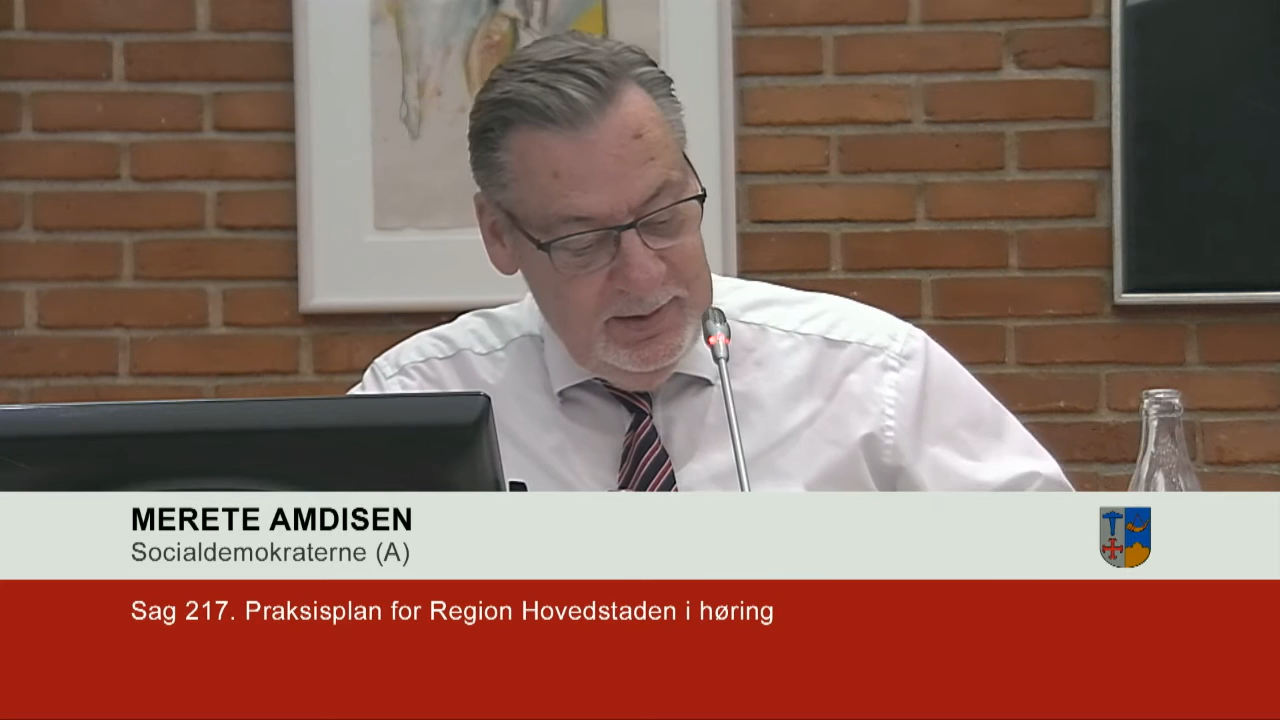 MERETE AMDISEN
Socialdemokraterne (A)
Sag 217. Praksisplan for Region Hovedstaden i høring